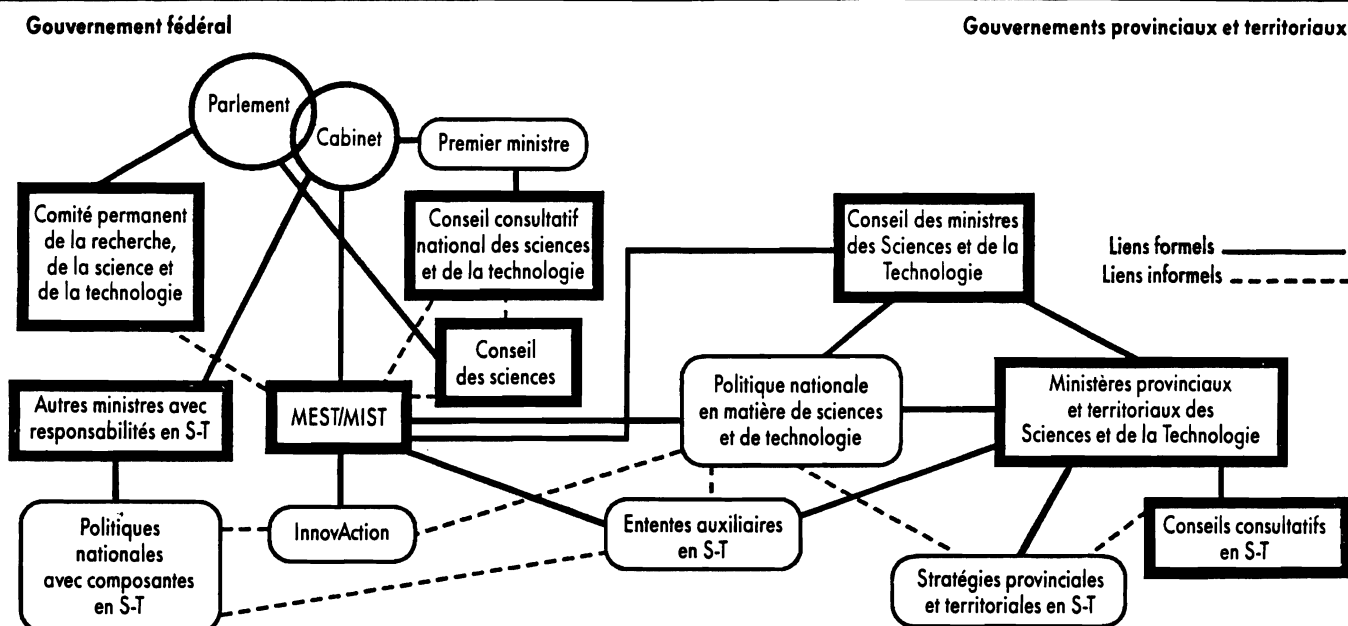 Gouvernement fédéral
Gouvernements provinciaux et territoriaux
Parlement
Cabinet
Premier ministre
Comité permanent
de la recherche,
de la science et
de la technologie
Conseil consultatif
national des sciences
et de la technologie
Conseil des ministres
des Sciences et de la
Technologie
Liens formels
Liens informels
Conseil
des sciences
Autres ministres avec
responsabilités en S-T
MEST/MIST
Politique nationale
en matière de sciences
et de technologie
Ministères provinciaux
et territoriaux des
Sciences et de la Technologie
Politiques
nationales
avec composantes
en S-T
InnovAction
Ententes auxiliaires
en S-T
Conseils consultatifs
en S-T
Stratégies provinciales
et territoriales en S-T